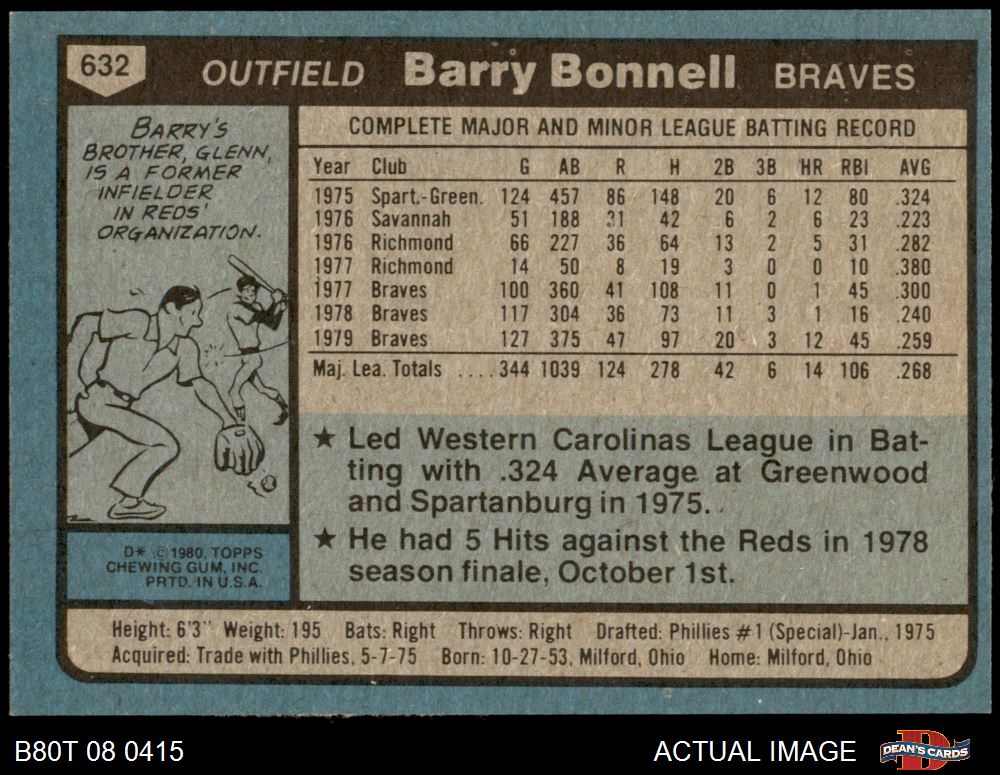 632 OUTFIELD Barry Bonnell BRAVES
BARRY'S
BROTHER, GLENN,
IS A FORMER
INFIELDER
IN REDS'
ORGANIZATION.
D* © 1980, TOPPS
CHEWING GUM, INC.
PRTD. IN U.S.A.
COMPLETE MAJOR AND MINOR LEAGUE BATTING RECORD
Year Club G AB R H 2B 3B HR RBI AVG
1975 Spart.-Green. 124 457 86 148 20 6 12 80 .324
1976 Savannah 51 188 21 42 6 2 6 23 .223
1976 Richmond 66 227 36 64 13 2 5 31 .282
1977 Richmond 14 50 8 19 3 0 0 10 .380
1977 Braves 100 360 41 108 11 0 1 45 .300
1978 Braves 117 304 36 73 11 3 1 16 .240
1979 Braves 127 375 47 97 20 3 12 45 .259
Maj. Lea. Totals .... 344 1039 124 278 42 6 14 106 .268
★ Led Western Carolinas League in Bat-
ting with .324 Average at Greenwood
and Spartanburg in 1975.
★ He had 5 Hits against the Reds in 1978
season finale, October 1st.
Height: 6'3" Weight: 195 Bats: Right Throws: Right Drafted: Phillies #1 (Special)-Jan., 1975
Acquired: Trade with Phillies, 5-7-75 Born: 10-27-53, Milford, Ohio Home: Milford, Ohio
B80T 08 0415 ACTUAL IMAGE DEAN'S CARDS